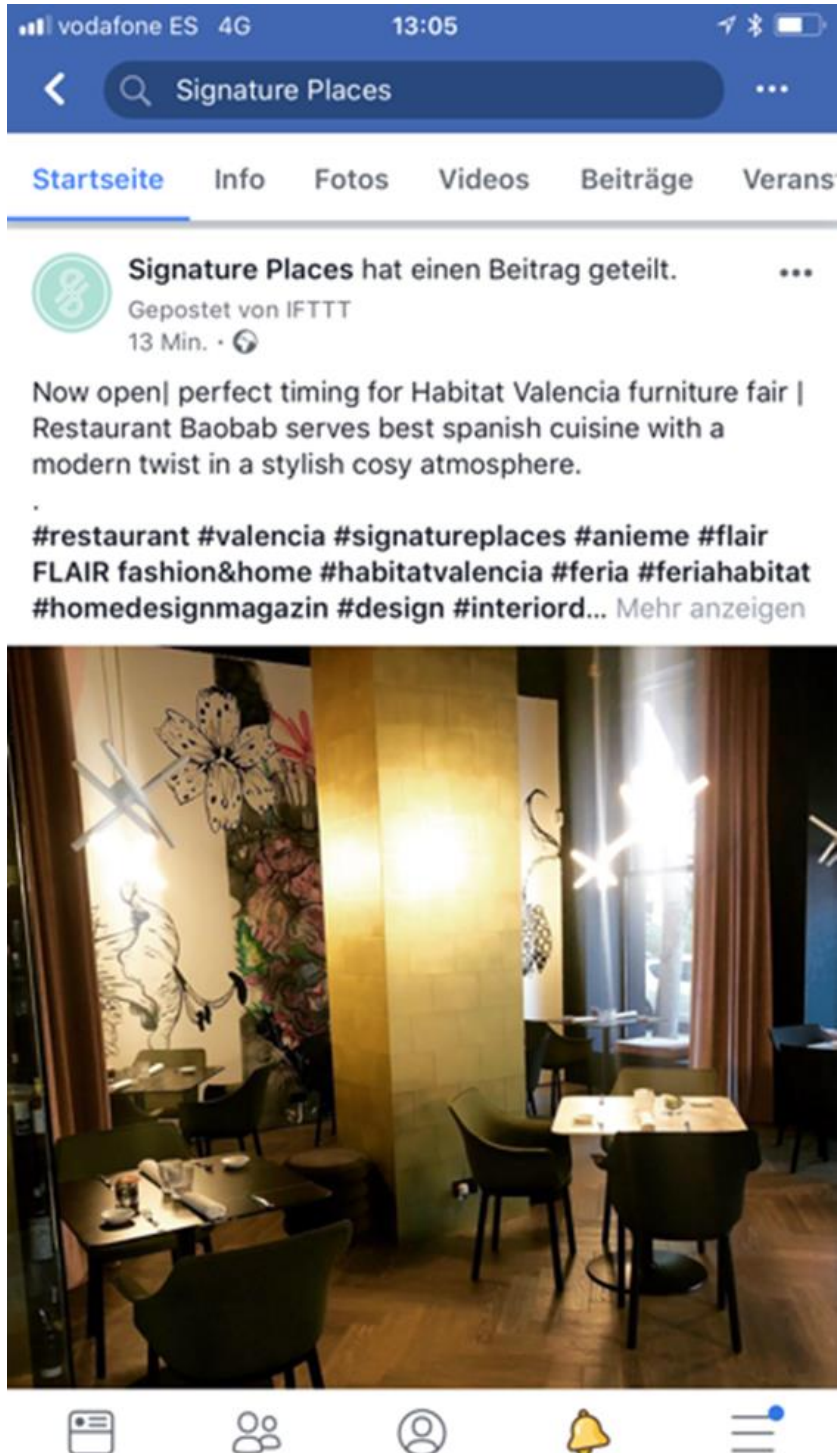 vodafone ES 4G 13:05
Signature Places
Startseite Info Fotos Videos Beiträge Verans
Signature Places hat einen Beitrag geteilt.
Gepostet von IFTTT
13 Min. ·
Now open| perfect timing for Habitat Valencia furniture fair |
Restaurant Baobab serves best spanish cuisine with a
modern twist in a stylish cosy atmosphere.
.
#restaurant #valencia #signatureplaces #anieme #flair
FLAIR fashion&home #habitatvalencia #feria #feriahabitat
#homedesignmagazin #design #interiord... Mehr anzeigen